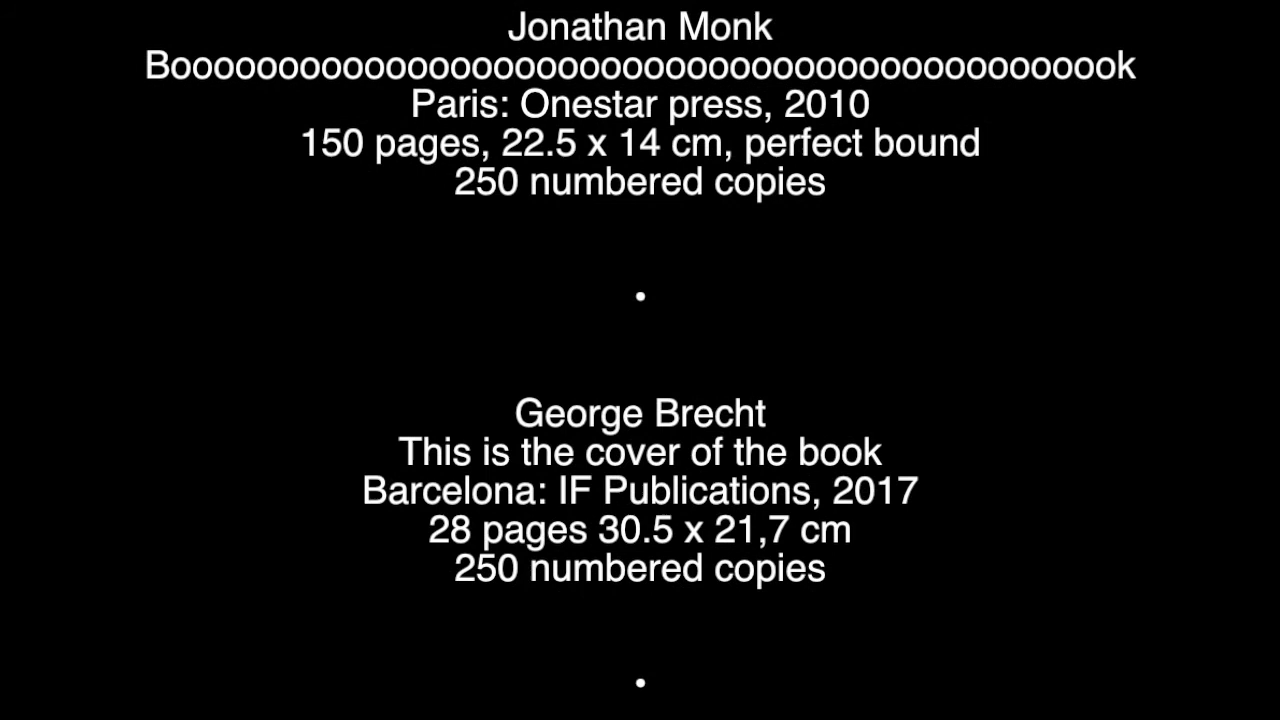 Jonathan Monk
Booooooooooooooooooooooooooooooooooooooooooook
Paris: Onestar press, 2010
150 pages, 22.5 x 14 cm, perfect bound
250 numbered copies
•
George Brecht
This is the cover of the book
Barcelona: IF Publications, 2017
28 pages 30.5 x 21,7 cm
250 numbered copies
•